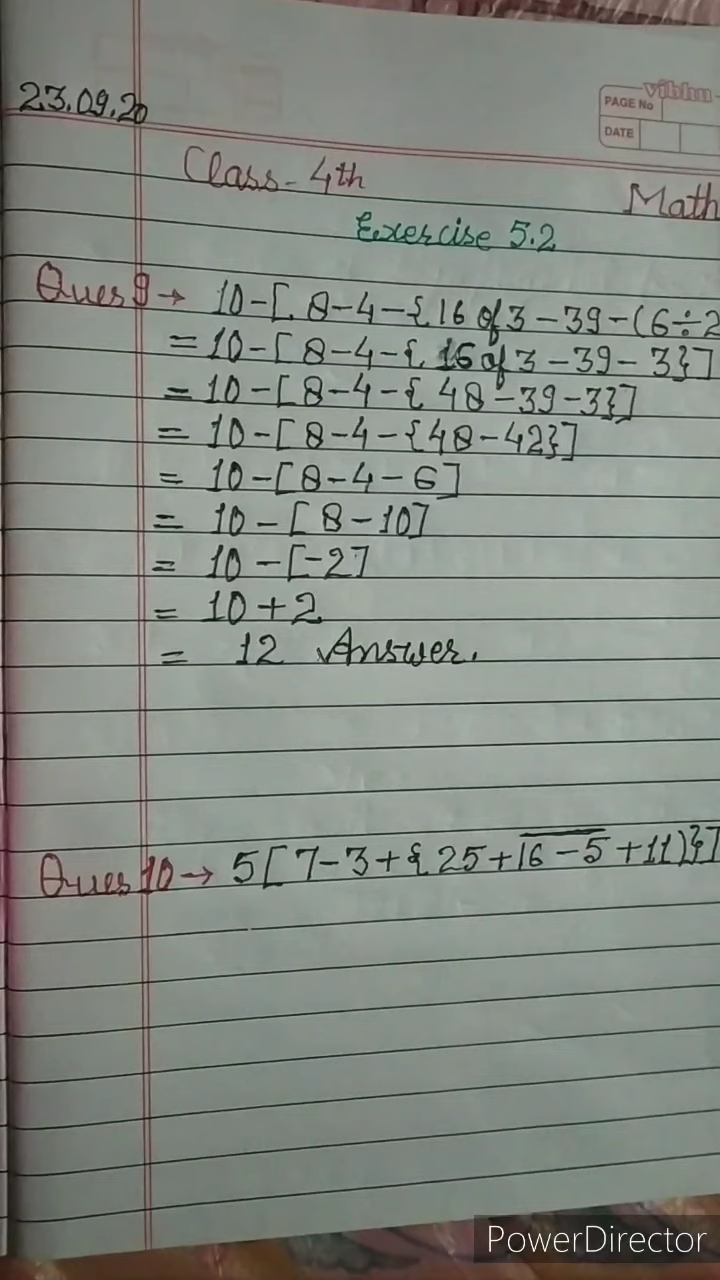 23.09.20
vibhu
PAGE No
DATE
Class - 4th
Math
Exercise 5.2
Ques 9 → 10-[8-4-{16 of 3-39-(6÷2
= 10-[8-4-{16 of 3-39-3}]
= 10-[8-4-{48-39-3}]
= 10-[8-4-{48-42}]
= 10-[8-4-6]
= 10-[8-10]
= 10-[-2]
= 10+2
= 12 Answer.
Ques 10 → 5[7-3+{25+1̅6̅ ̅-̅5̅+11)}]
PowerDirector